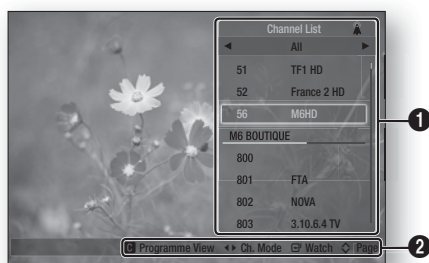 Channel List
All
51 TF1 HD
52 France 2 HD
56 M6HD
M6 BOUTIQUE
800
801 FTA
802 NOVA
803 3.10.6.4 TV
1
C Programme View Ch. Mode Watch Page
2